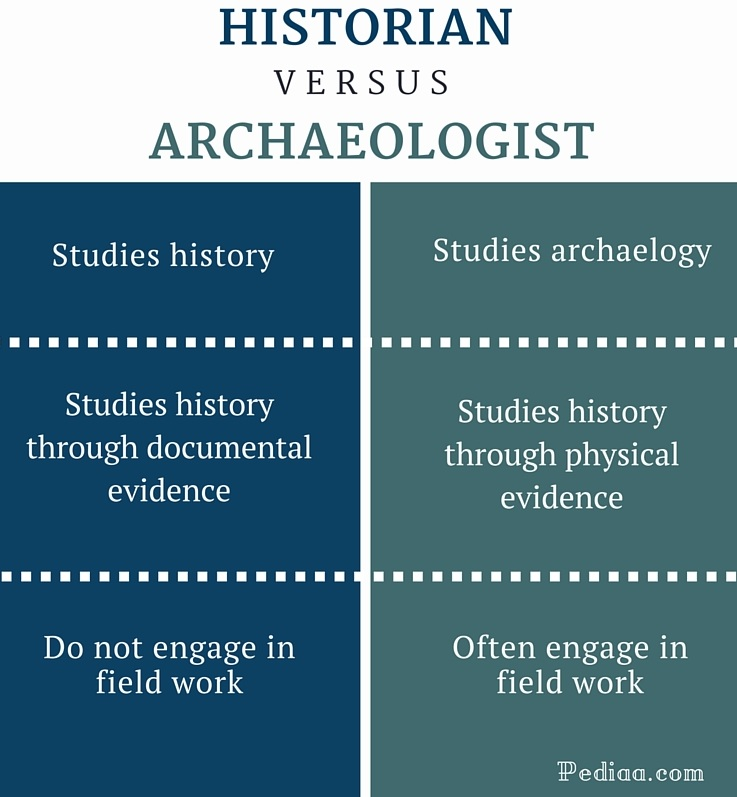 HISTORIAN
VERSUS
ARCHAEOLOGIST
Studies history
Studies archaelogy
Studies history
through documental
evidence
Studies history
through physical
evidence
Do not engage in
field work
Often engage in
field work
Pediaa.com